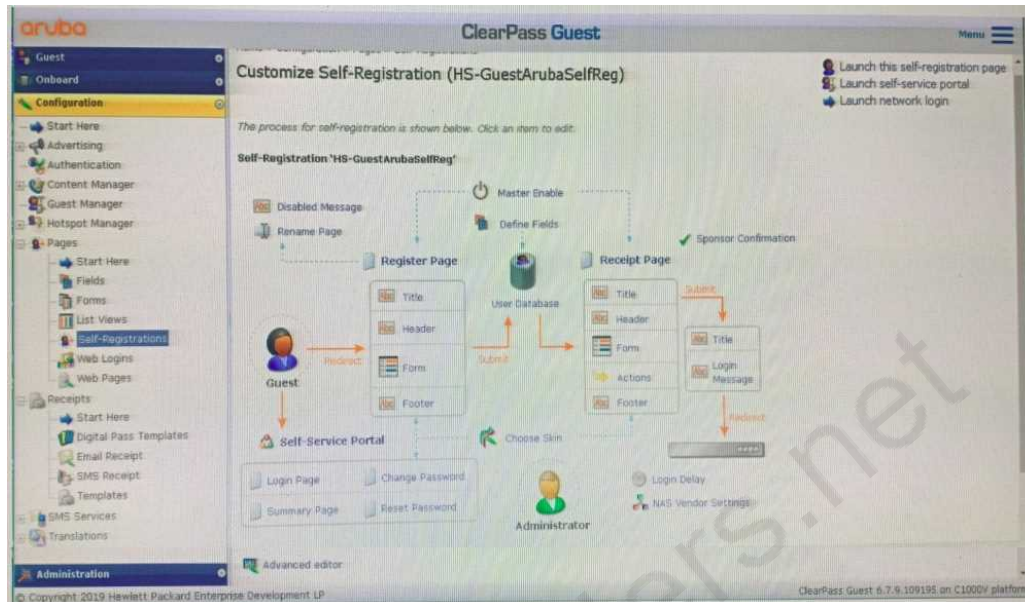 aruba
ClearPass Guest
Menu
Guest
Onboard
Configuration
Start Here
Advertising
Authentication
Content Manager
Guest Manager
Hotspot Manager
Pages
Start Here
Fields
Forms
List Views
Self-Registrations
Web Logins
Web Pages
Receipts
Start Here
Digital Pass Templates
Email Receipt
SMS Receipt
Templates
SMS Services
Translations
Administration
Customize Self-Registration (HS-GuestArubaSelfReg)
Launch this self-registration page
Launch self-service portal
Launch network login
The process for self-registration is shown below. Click an item to edit.
Self-Registration 'HS-GuestArubaSelfReg'
Master Enable
Disabled Message
Rename Page
Define Fields
Sponsor Confirmation
Register Page
Receipt Page
User Database
Title
Header
Form
Footer
Title
Header
Form
Actions
Footer
Submit
Title
Login
Message
Redirect
Submit
Redirect
Guest
Self-Service Portal
Choose Skin
Login Page
Change Password
Summary Page
Reset Password
Administrator
Login Delay
NAS Vendor Settings
Advanced editor
© Copyright 2019 Hewlett Packard Enterprise Development LP
ClearPass Guest 6.7.9.109195 on C1000V platform